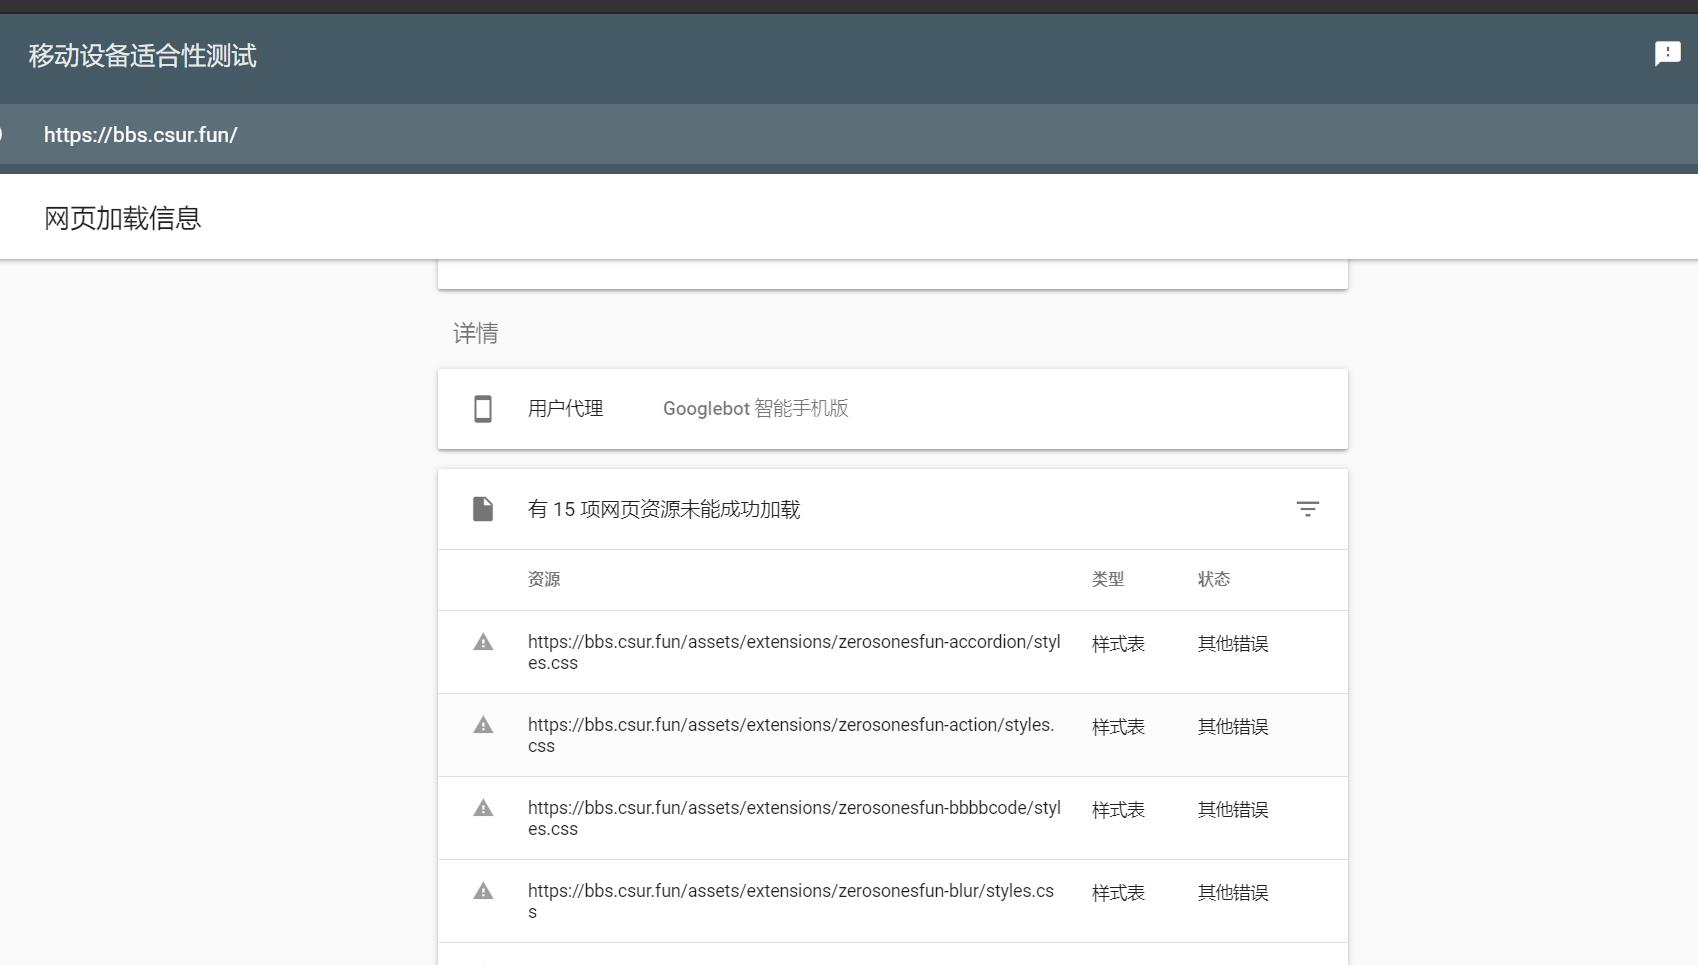 移动设备适合性测试
https://bbs.csur.fun/
网页加载信息
详情
用户代理 Googlebot 智能手机版
有 15 项网页资源未能成功加载
资源 类型 状态
https://bbs.csur.fun/assets/extensions/zerosonesfun-accordion/styl 样式表 其他错误
es.css
https://bbs.csur.fun/assets/extensions/zerosonesfun-action/styles. 样式表 其他错误
css
https://bbs.csur.fun/assets/extensions/zerosonesfun-bbbbcode/styl 样式表 其他错误
es.css
https://bbs.csur.fun/assets/extensions/zerosonesfun-blur/styles.cs 样式表 其他错误
s